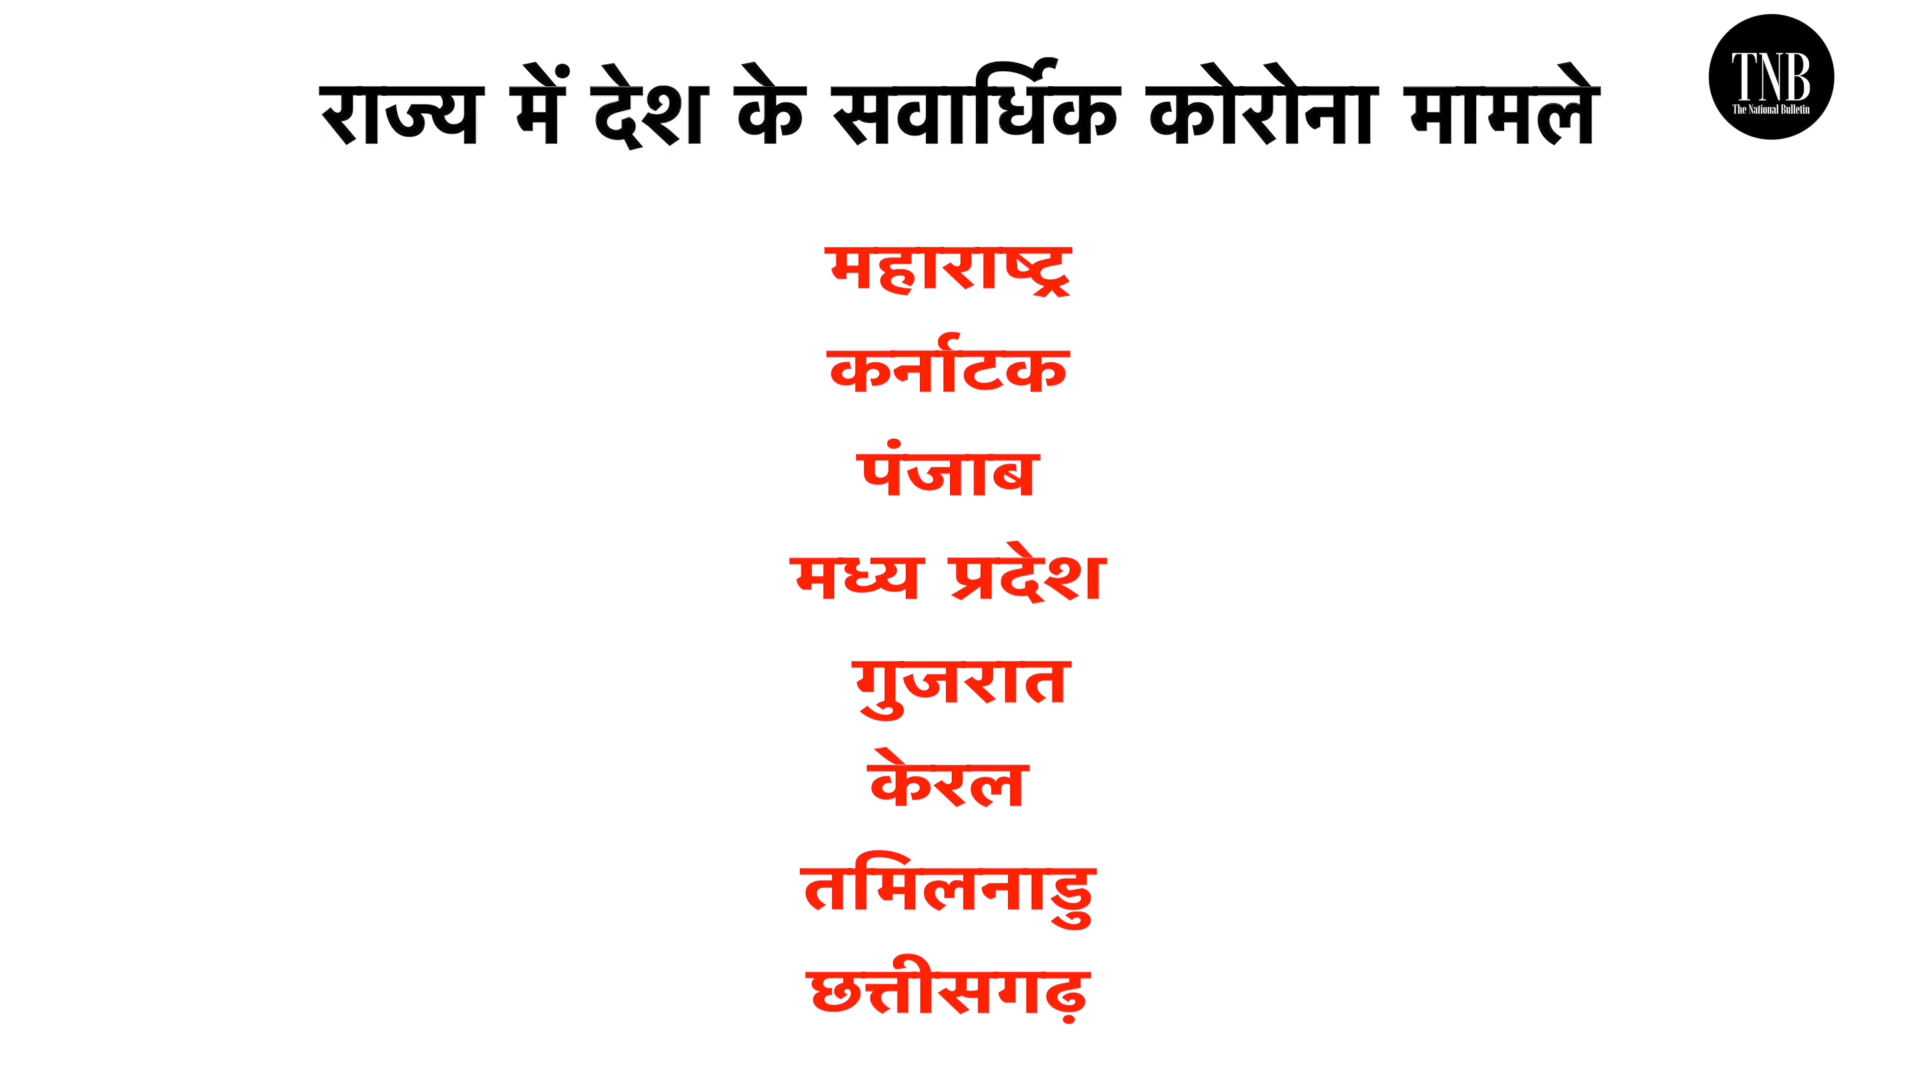 राज्य में देश के सवार्धिक कोरोना मामले
TNB
The National Bulletin
महाराष्ट्र
कर्नाटक
पंजाब
मध्य प्रदेश
गुजरात
केरल
तमिलनाडु
छत्तीसगढ़